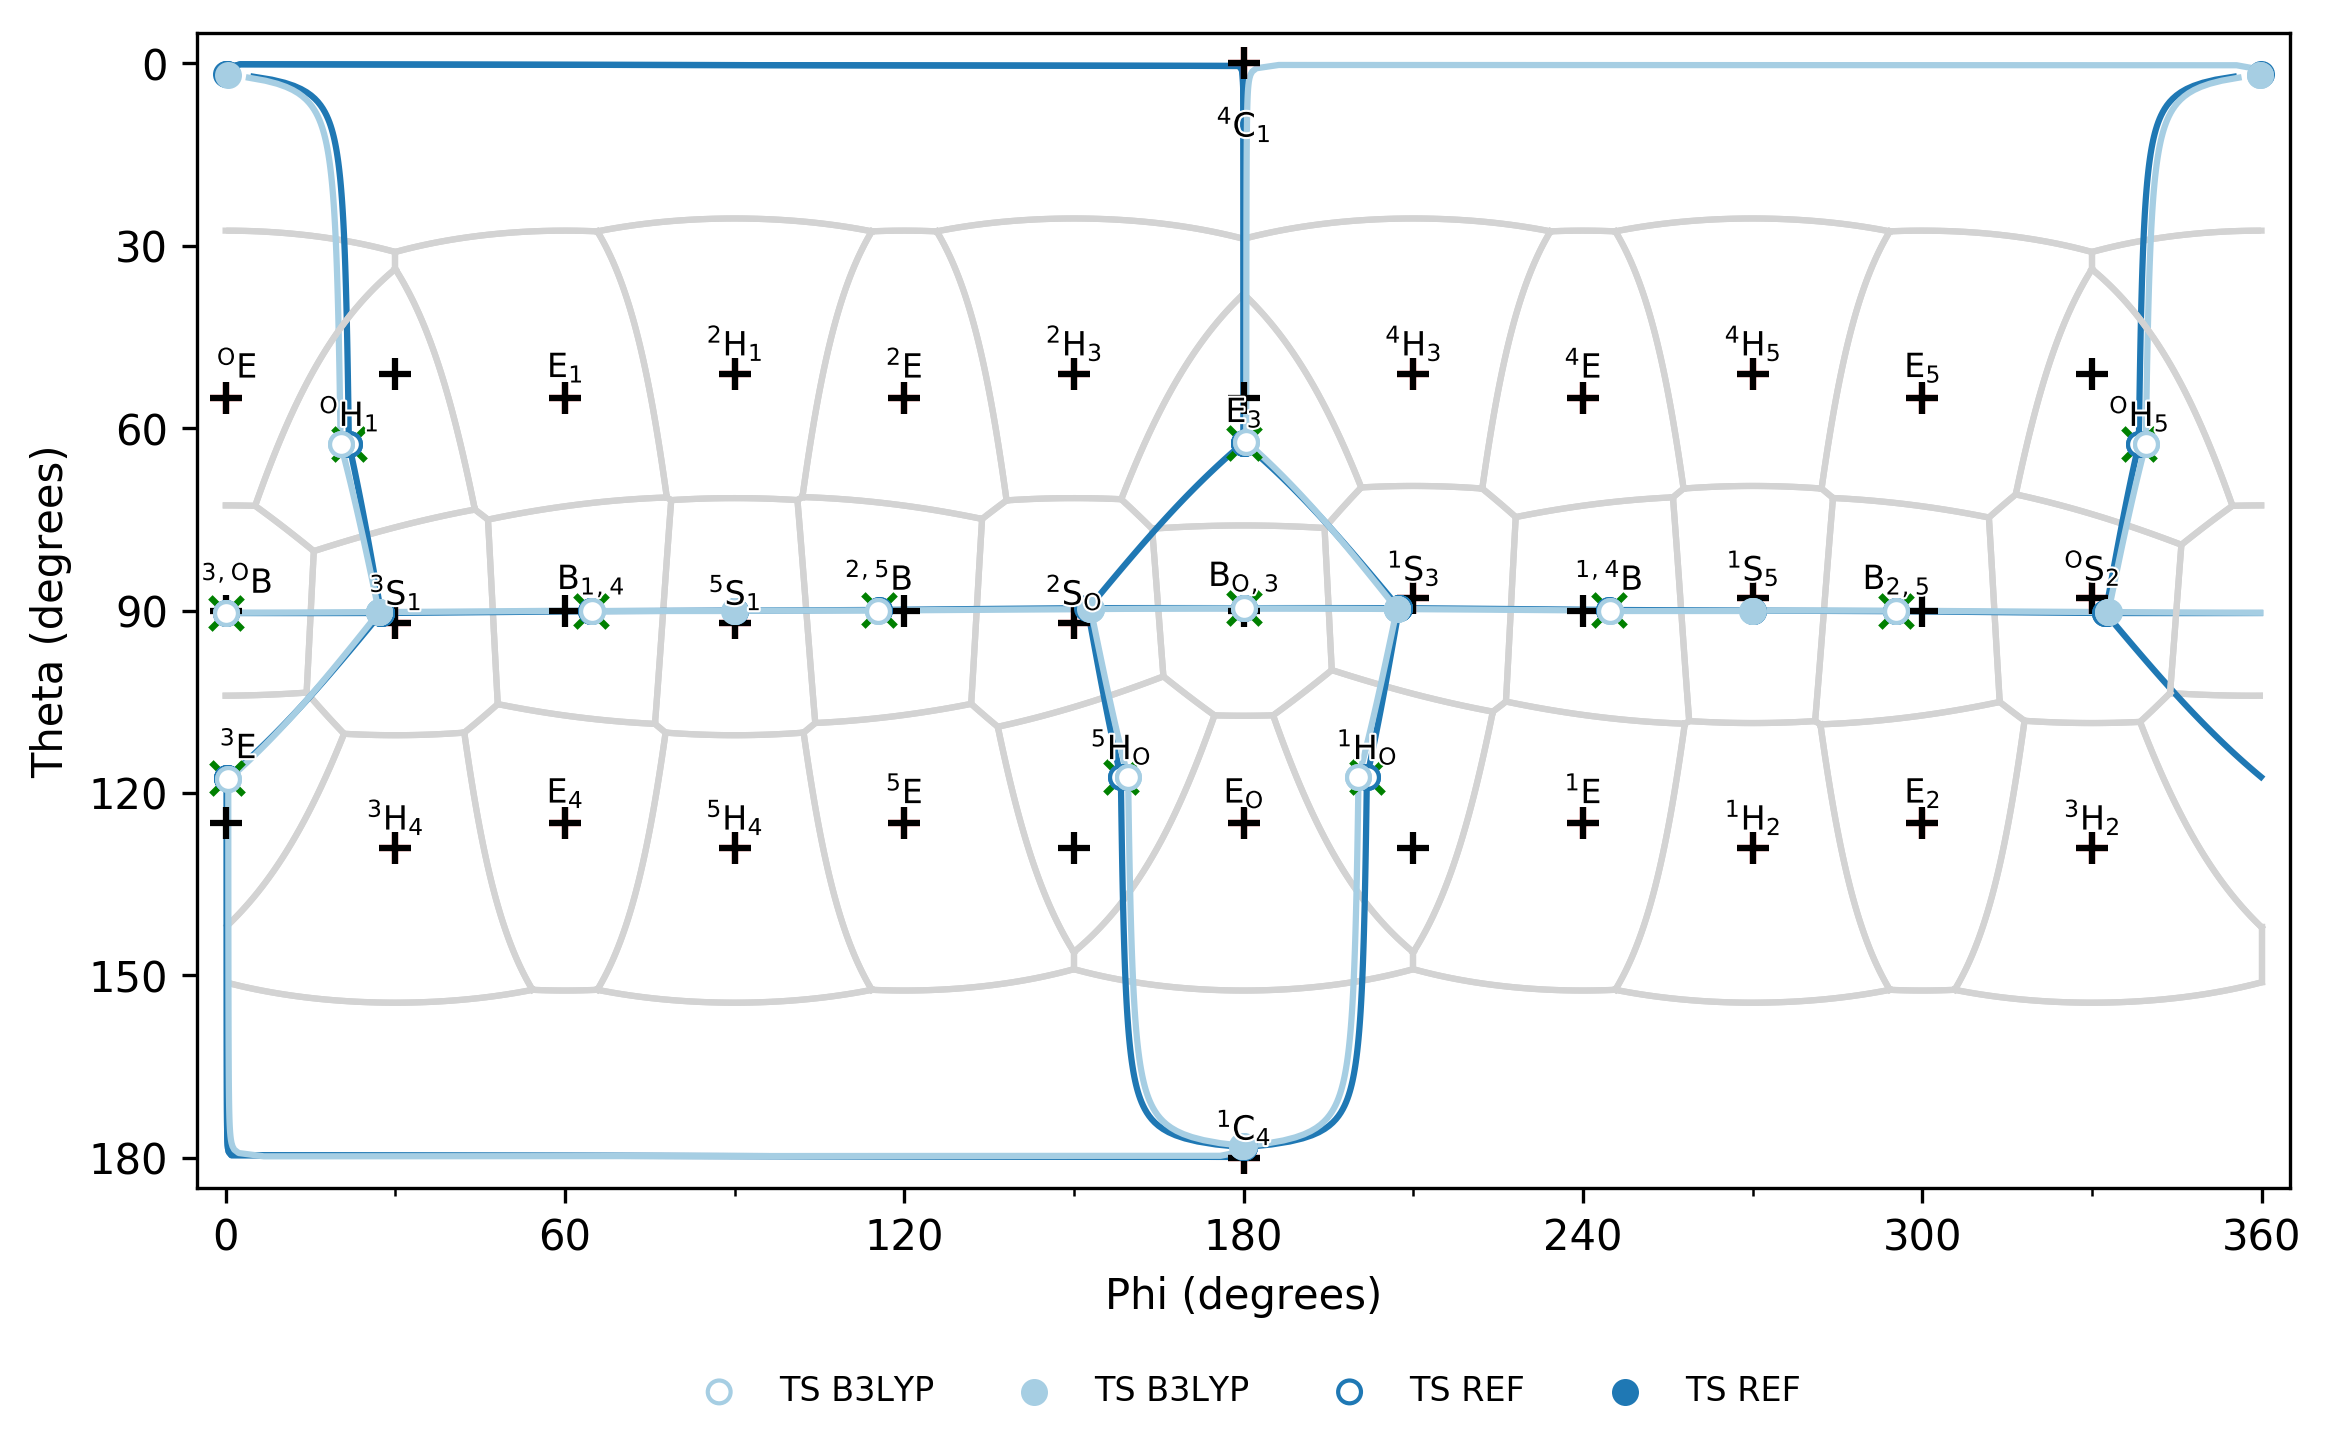 0
⁴C₁
30
²H₁ ²H₃ ⁴H₃ ⁴H₅
ᴼE E₁ ²E ⁴E E₅
ᴼH₁ E₃ ᴼH₅
60
³,ᴼB ³S₁ B₁,₄ ⁵S₁ ²,⁵B ²Sₒ Bₒ,₃ ¹S₃ ¹,⁴B ¹S₅ B₂,₅ ᴼS₂
90
³E ⁵Hₒ ¹Hₒ
120
³H₄ E₄ ⁵H₄ ⁵E Eₒ ¹E ¹H₂ E₂ ³H₂
150
¹C₄
180
Theta (degrees)
0 60 120 180 240 300 360
Phi (degrees)
TS B3LYP TS B3LYP TS REF TS REF